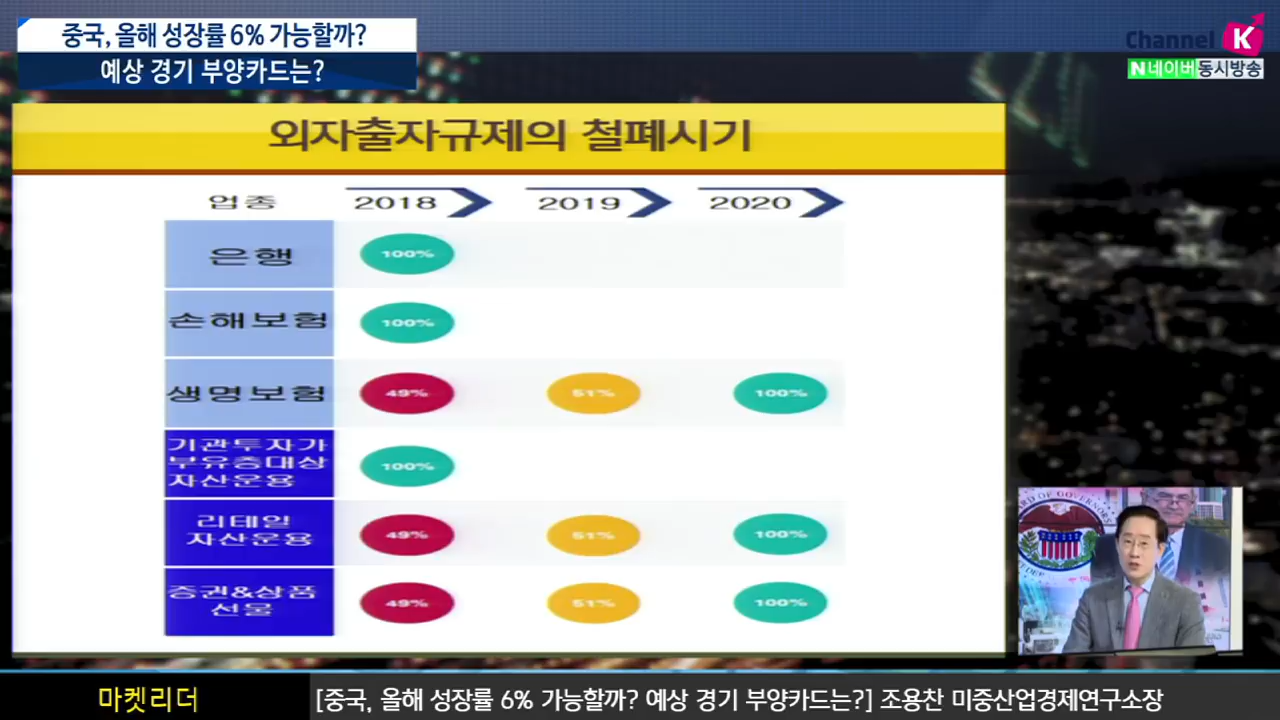 중국, 올해 성장률 6% 가능할까?
예상 경기 부양카드는?
Channel K
N네이버 동시방송
외자출자규제의 철폐시기
업종 2018 2019 2020
은행 100%
손해보험 100%
생명보험 49% 51% 100%
기관투자가
부유층대상
자산운용
100%
리테일
자산운용
49% 51% 100%
증권&상품
선물
49% 51% 100%
RD OF GOVERNORS
마켓리더
[중국, 올해 성장률 6% 가능할까? 예상 경기 부양카드는?] 조용찬 미중산업경제연구소장